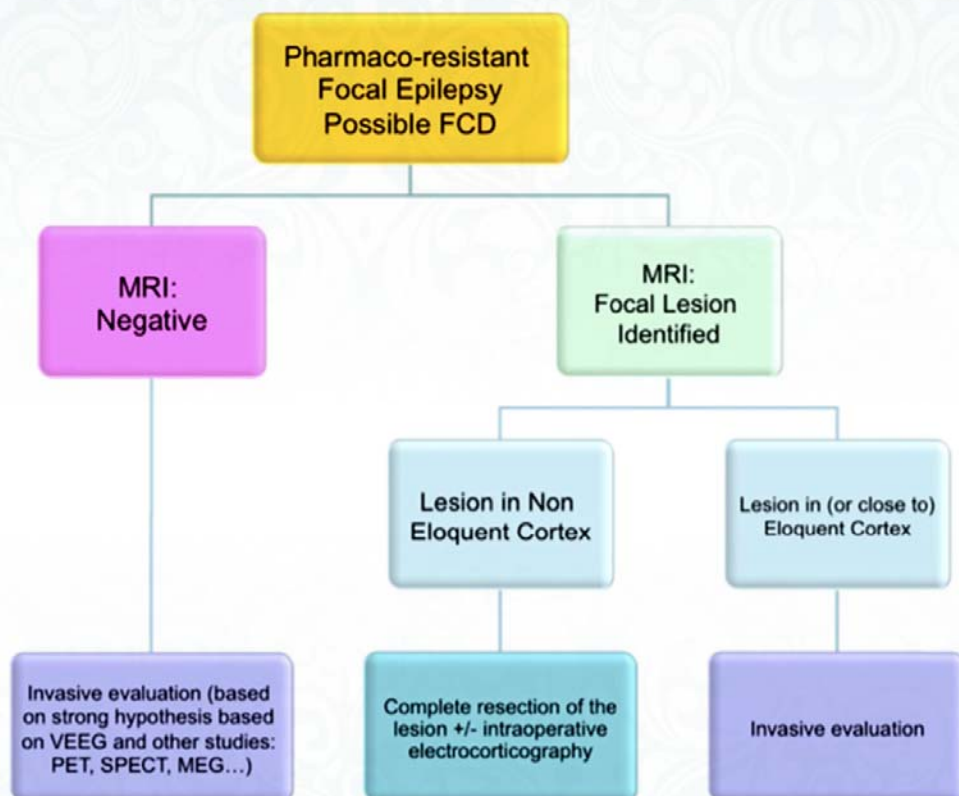 Pharmaco-resistant
Focal Epilepsy
Possible FCD
MRI:
Negative
MRI:
Focal Lesion
Identified
Lesion in Non
Eloquent Cortex
Lesion in (or close to)
Eloquent Cortex
Invasive evaluation (based
on strong hypothesis based
on VEEG and other studies:
PET, SPECT, MEG...)
Complete resection of the
lesion +/- intraoperative
electrocorticography
Invasive evaluation